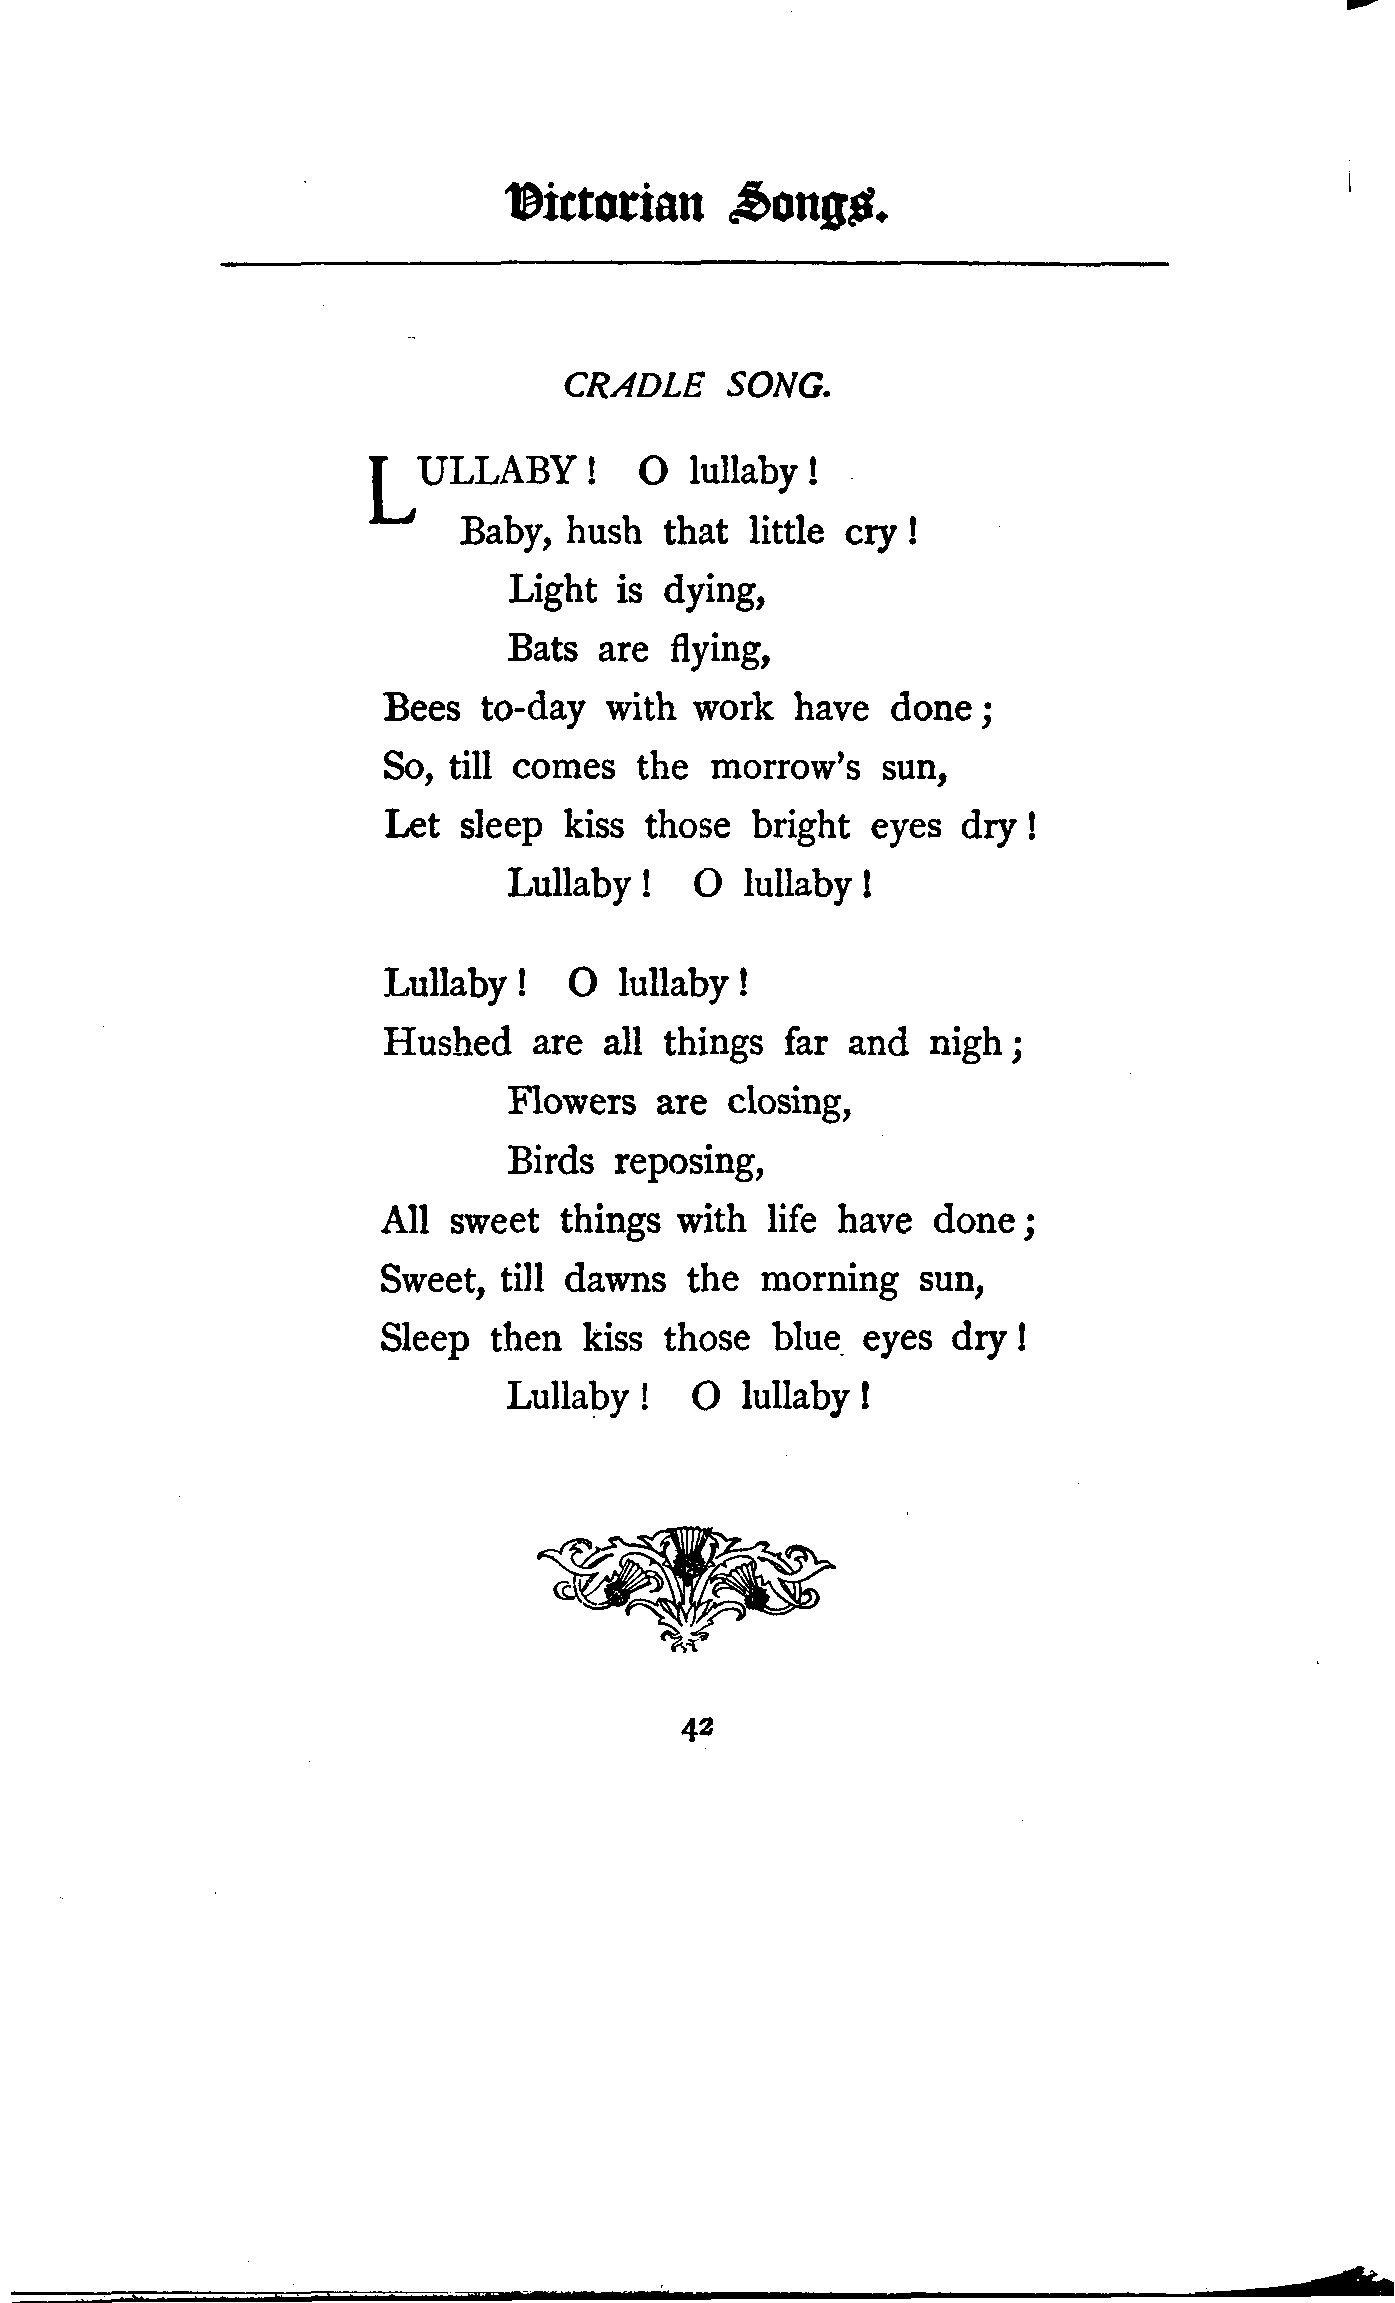 Victorian Songs.
CRADLE SONG.
LULLABY! O lullaby!
Baby, hush that little cry!
Light is dying,
Bats are flying,
Bees to-day with work have done;
So, till comes the morrow's sun,
Let sleep kiss those bright eyes dry!
Lullaby! O lullaby!
Lullaby! O lullaby!
Hushed are all things far and nigh;
Flowers are closing,
Birds reposing,
All sweet things with life have done;
Sweet, till dawns the morning sun,
Sleep then kiss those blue eyes dry!
Lullaby! O lullaby!
42